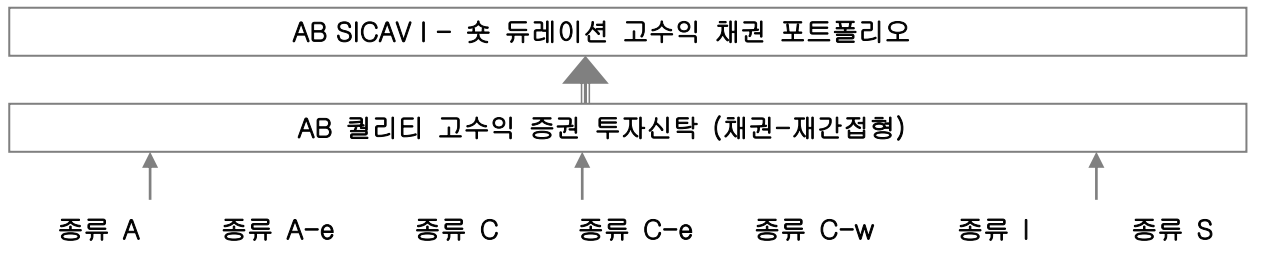 AB SICAV I - 숏 듀레이션 고수익 채권 포트폴리오
AB 퀄리티 고수익 증권 투자신탁 (채권-재간접형)
종류 A 종류 A-e 종류 C 종류 C-e 종류 C-w 종류 I 종류 S